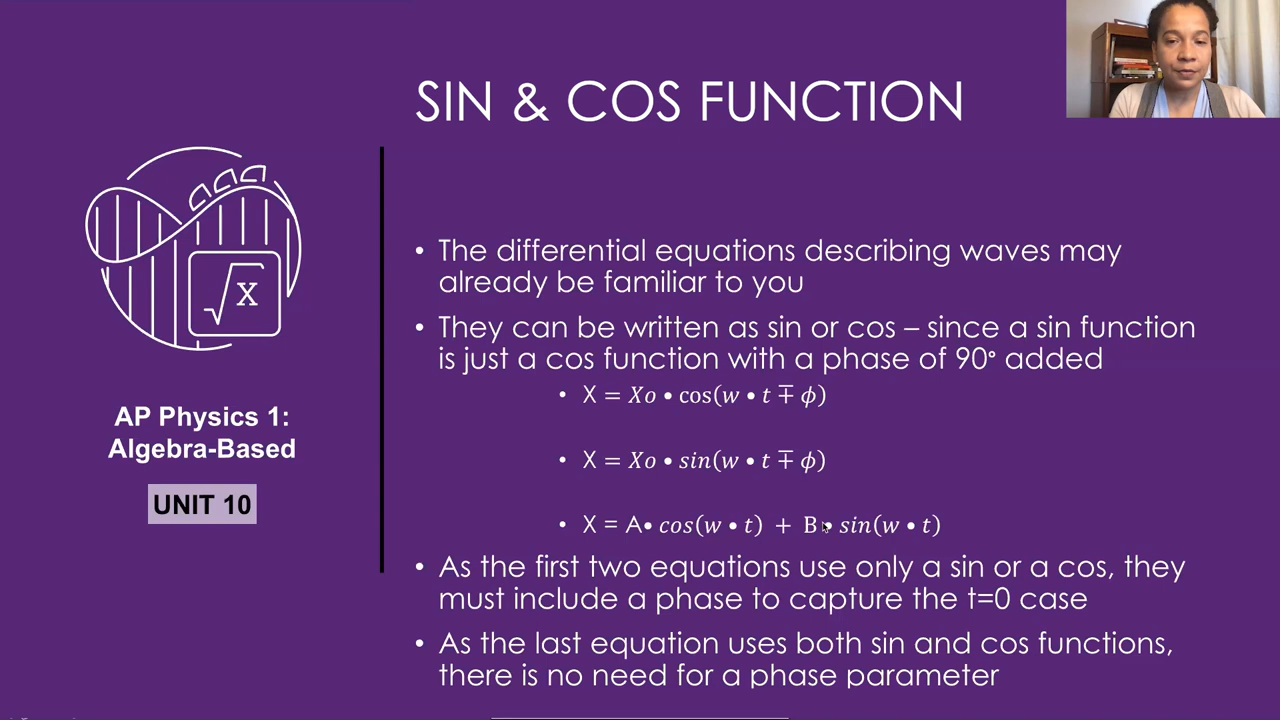 SIN & COS FUNCTION
√x
AP Physics 1:
Algebra-Based
UNIT 10
• The differential equations describing waves may
already be familiar to you
• They can be written as sin or cos – since a sin function
is just a cos function with a phase of 90° added
• X = Xo • cos(w • t ∓ ϕ)
• X = Xo • sin(w • t ∓ ϕ)
• X = A• cos(w • t) + B• sin(w • t)
• As the first two equations use only a sin or a cos, they
must include a phase to capture the t=0 case
• As the last equation uses both sin and cos functions,
there is no need for a phase parameter